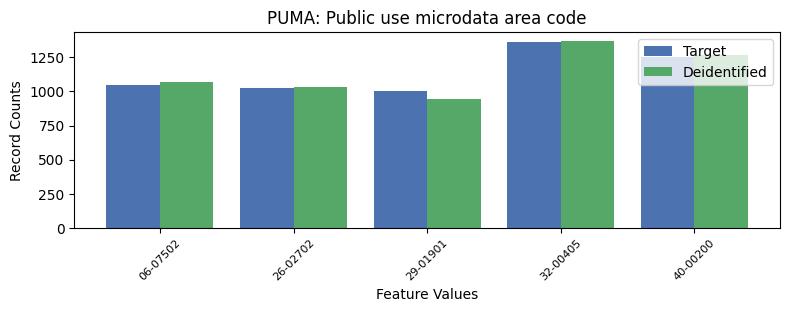 PUMA: Public use microdata area code
Target
Deidentified
Record Counts
1250
1000
750
500
250
0
06-07502
26-02702
29-01901
32-00405
40-00200
Feature Values